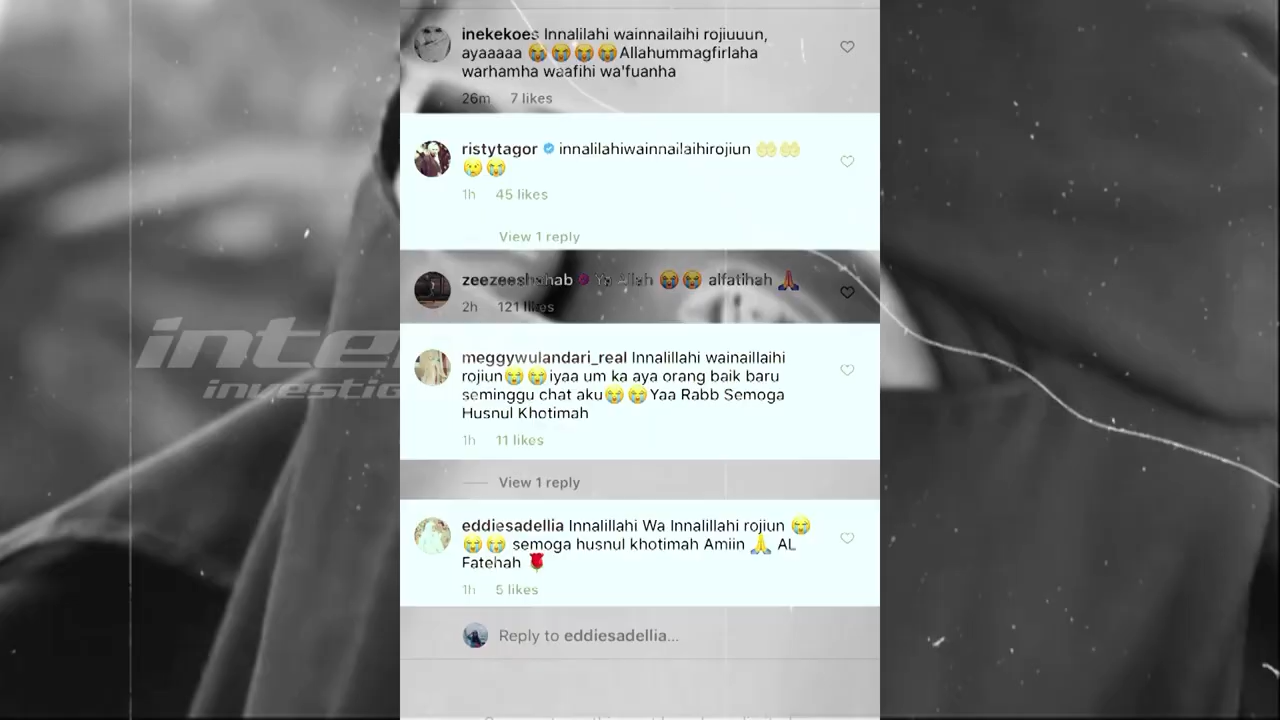 inte
investig
inekekoes Innalilahi wainnailaihi rojiuuun,
ayaaaaa 😭😭😭😭Allahummagfirlaha
warhamha waafihi wa'fuanha
26m 7 likes
ristytagor innalilahiwainnailaihirojiun 🤲🤲
😢😭
1h 45 likes
View 1 reply
zeezeeshahab Ya Allah 😭😭 alfatihah 🙏
2h 121 likes
meggywulandari_real Innalillahi wainaillaihi
rojiun😭😭iyaa um ka aya orang baik baru
seminggu chat aku😭😭Yaa Rabb Semoga
Husnul Khotimah
1h 11 likes
View 1 reply
eddiesadellia Innalillahi Wa Innalillahi rojiun 😭
😭😭 semoga husnul khotimah Amiin 🙏 AL
Fatehah 🌹
1h 5 likes
Reply to eddiesadellia...